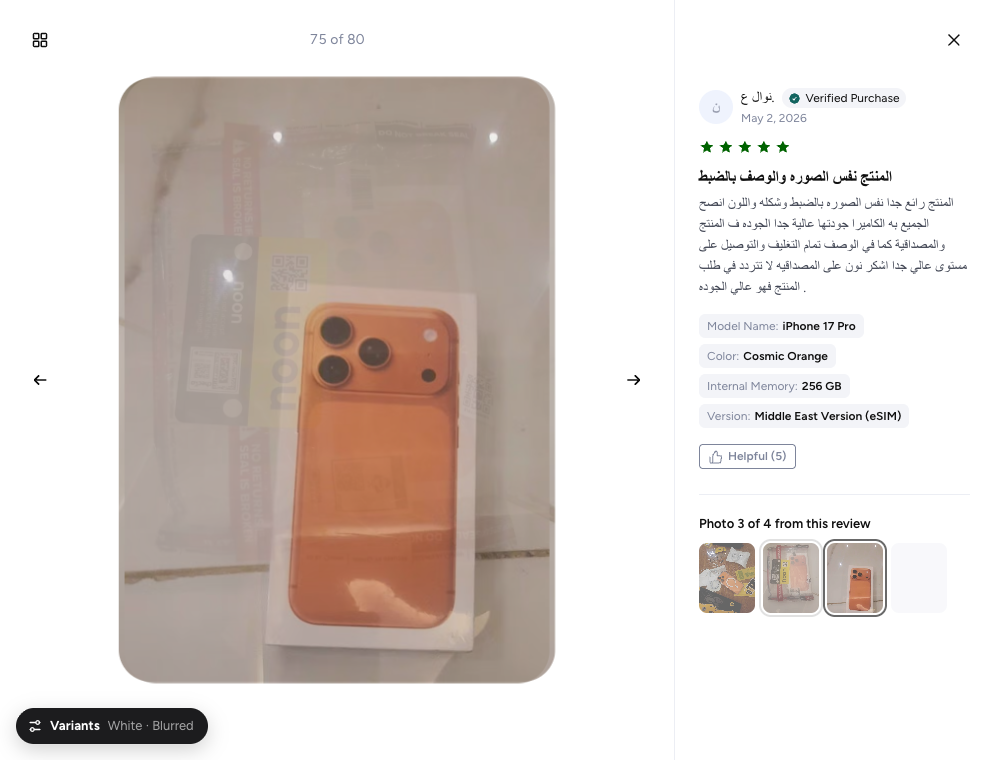 75 of 80
noon
noon
ن
نوال ع.
Verified Purchase
May 2, 2026
المنتج نفس الصوره والوصف بالضبط
المنتج رائع جدا نفس الصوره بالضبط وشكله واللون انصح
الجميع به الكاميرا جودتها عالية جدا الجوده ف المنتج
والمصداقية كما في الوصف تمام التغليف والتوصيل على
مستوى عالي جدا اشكر نون على المصداقيه لا تتردد في طلب
المنتج فهو عالي الجوده .
Model Name: iPhone 17 Pro
Color: Cosmic Orange
Internal Memory: 256 GB
Version: Middle East Version (eSIM)
Helpful (5)
Photo 3 of 4 from this review
Variants White · Blurred